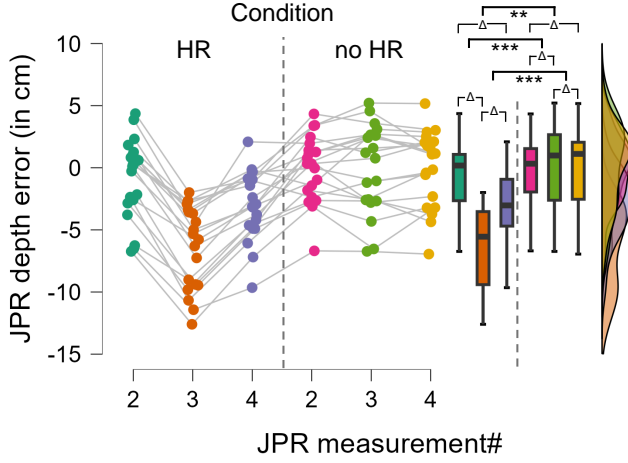 Condition
HR
no HR
**
Δ
Δ
***
Δ
***
Δ
Δ
Δ
10
5
0
-5
-10
-15
JPR depth error (in cm)
2
3
4
2
3
4
JPR measurement#